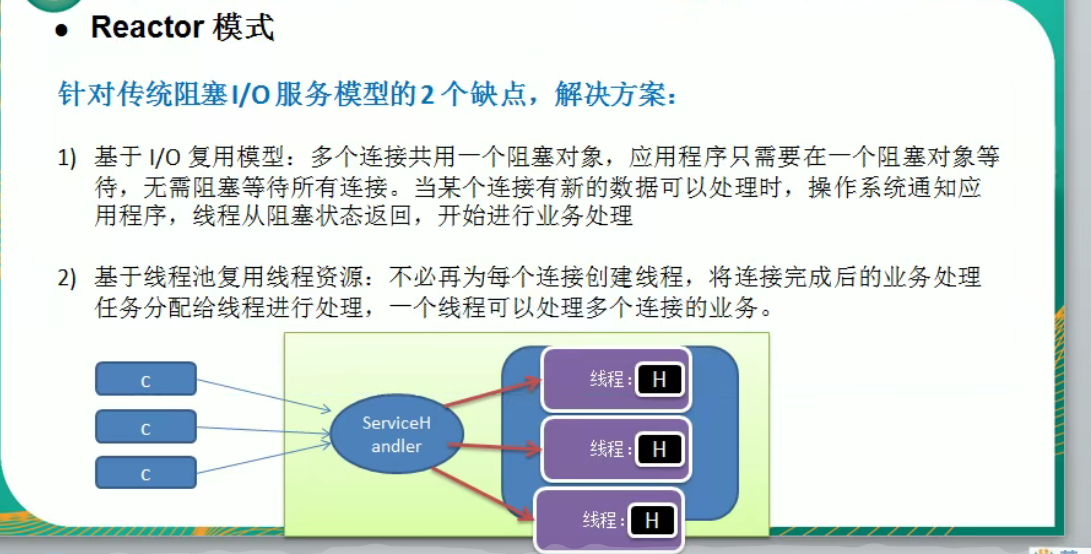 • Reactor 模式
针对传统阻塞I/O服务模型的2个缺点，解决方案：
1) 基于 I/O 复用模型：多个连接共用一个阻塞对象，应用程序只需要在一个阻塞对象等
待，无需阻塞等待所有连接。当某个连接有新的数据可以处理时，操作系统通知应
用程序，线程从阻塞状态返回，开始进行业务处理
2) 基于线程池复用线程资源：不必再为每个连接创建线程，将连接完成后的业务处理
任务分配给线程进行处理，一个线程可以处理多个连接的业务。
c
c
c
ServiceH
andler
线程： H
线程： H
线程： H